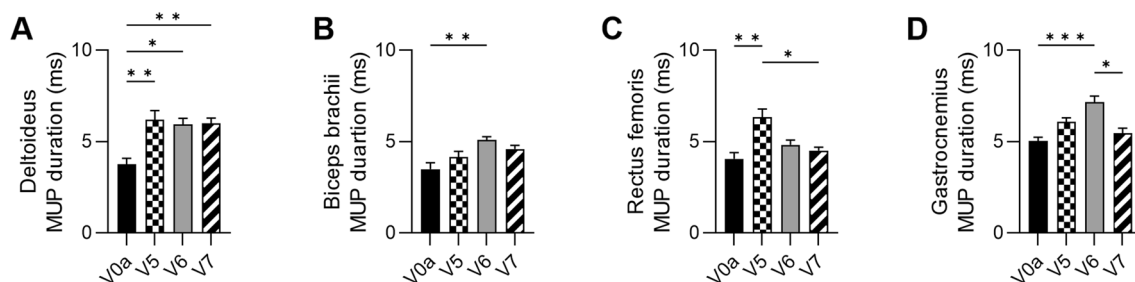 A
Deltoideus
MUP duration (ms)
10
5
0
* *
*
* *
V0a
V5
V6
V7
B
Biceps brachii
MUP duartion (ms)
10
5
0
* *
V0a
V5
V6
V7
C
Rectus femoris
MUP duration (ms)
10
5
0
* *
*
V0a
V5
V6
V7
D
Gastrocnemius
MUP duration (ms)
10
5
0
* * *
*
V0a
V5
V6
V7